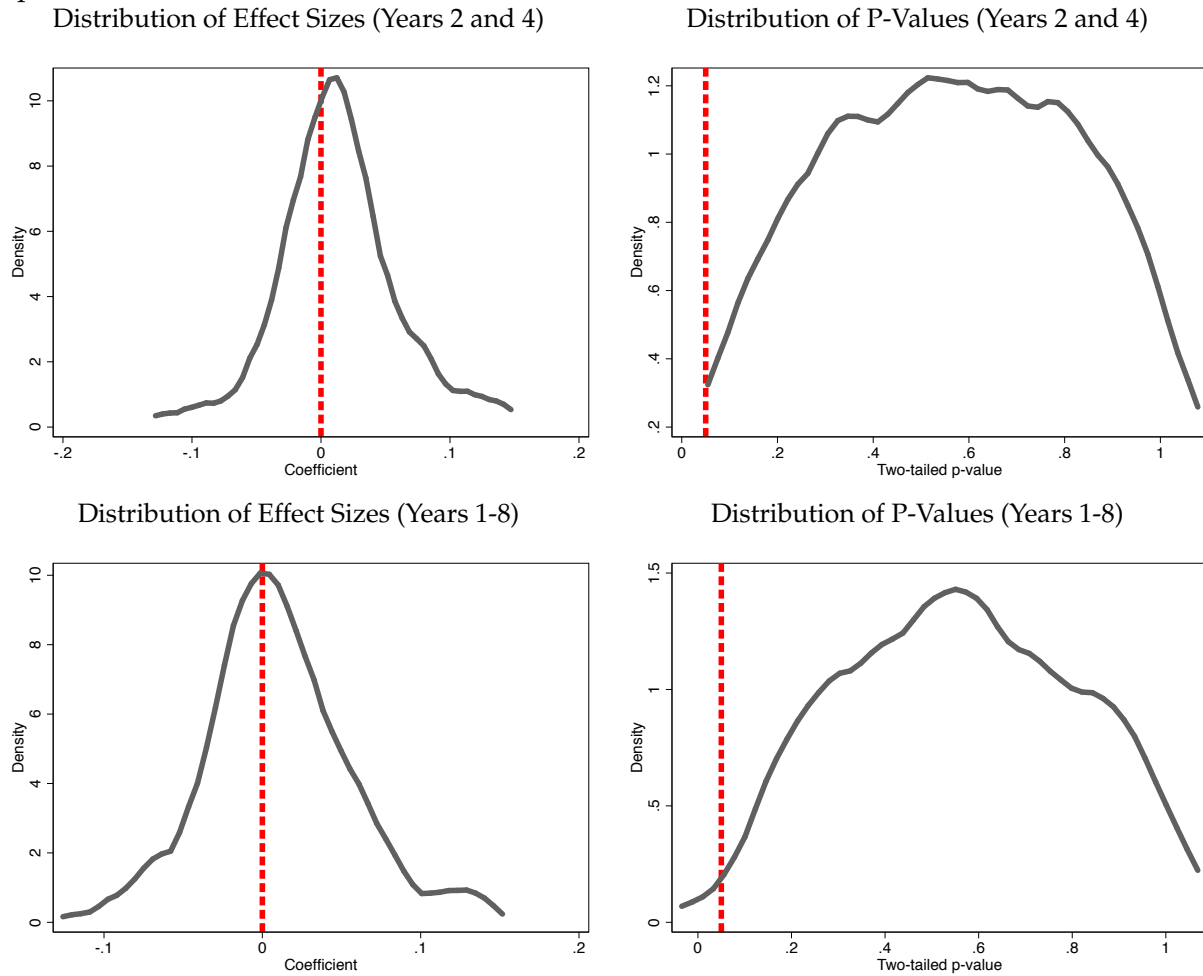 Distribution of Effect Sizes (Years 2 and 4)
Distribution of P-Values (Years 2 and 4)
Density
0 2 4 6 8 10
-.2 -.1 0 .1 .2
Coefficient
Density
.2 .4 .6 .8 1 1.2
0 .2 .4 .6 .8 1
Two-tailed p-value
Distribution of Effect Sizes (Years 1-8)
Distribution of P-Values (Years 1-8)
Density
0 2 4 6 8 10
-.1 0 .1 .2
Coefficient
Density
0 .5 1 1.5
0 .2 .4 .6 .8 1
Two-tailed p-value